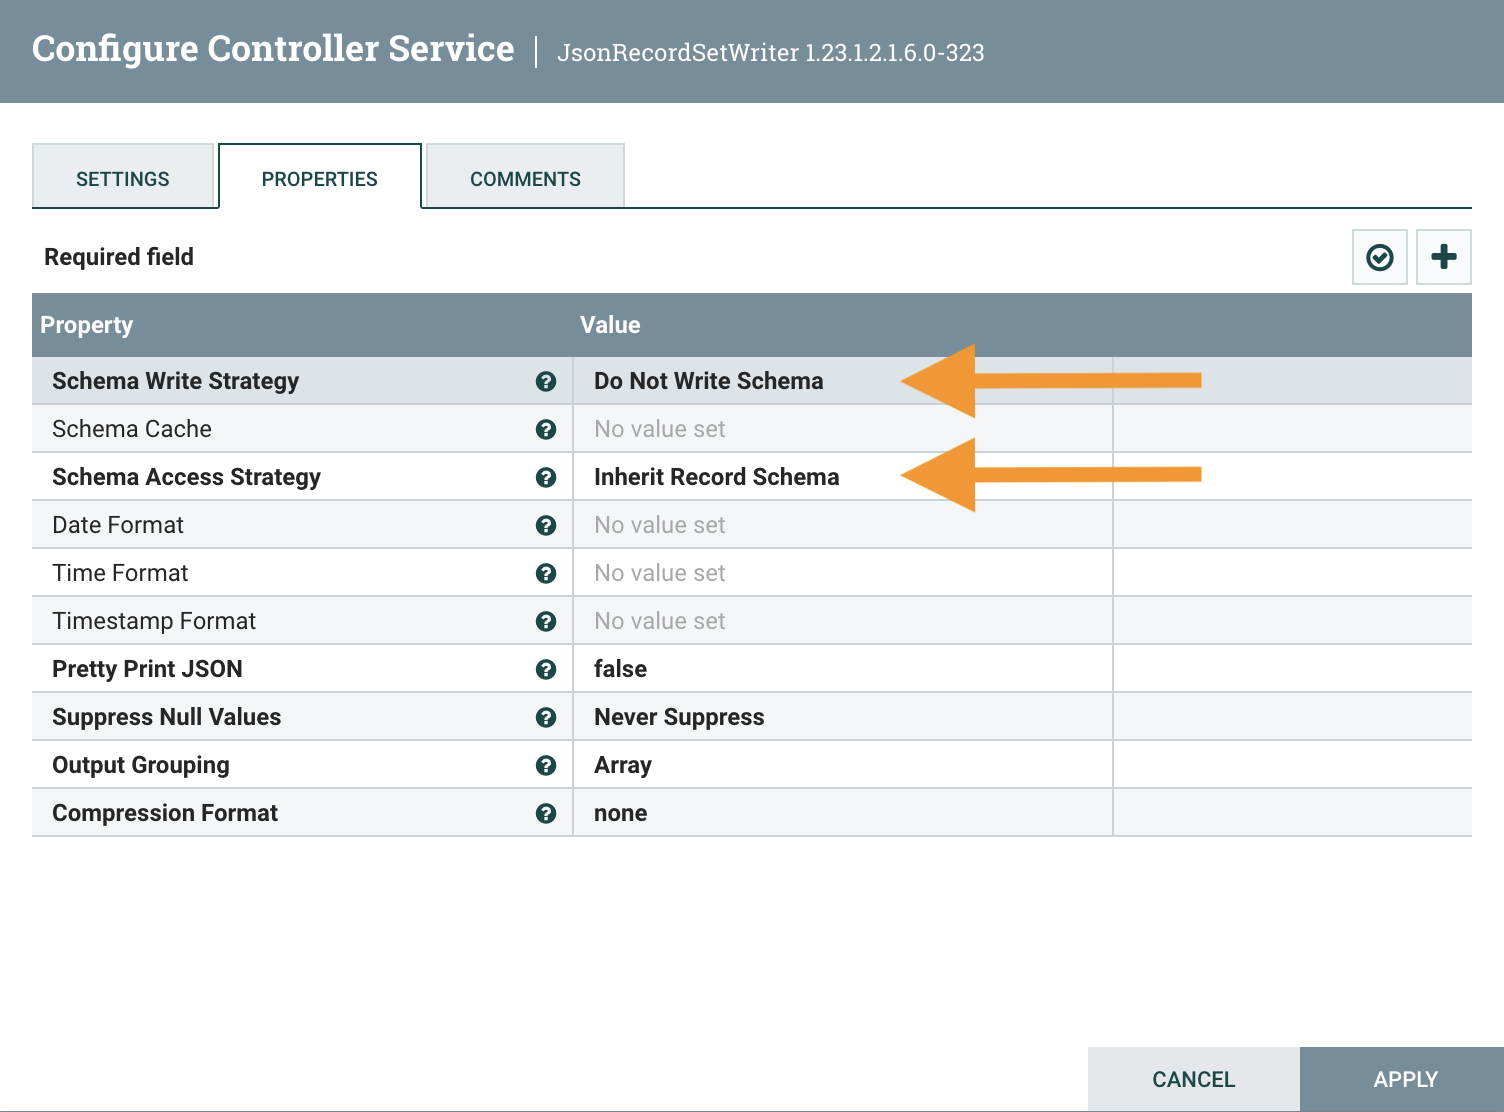 Configure Controller Service | JsonRecordSetWriter 1.23.1.2.1.6.0-323
SETTINGS PROPERTIES COMMENTS
Required field
Property Value
Schema Write Strategy ? Do Not Write Schema
Schema Cache ? No value set
Schema Access Strategy ? Inherit Record Schema
Date Format ? No value set
Time Format ? No value set
Timestamp Format ? No value set
Pretty Print JSON ? false
Suppress Null Values ? Never Suppress
Output Grouping ? Array
Compression Format ? none
CANCEL APPLY